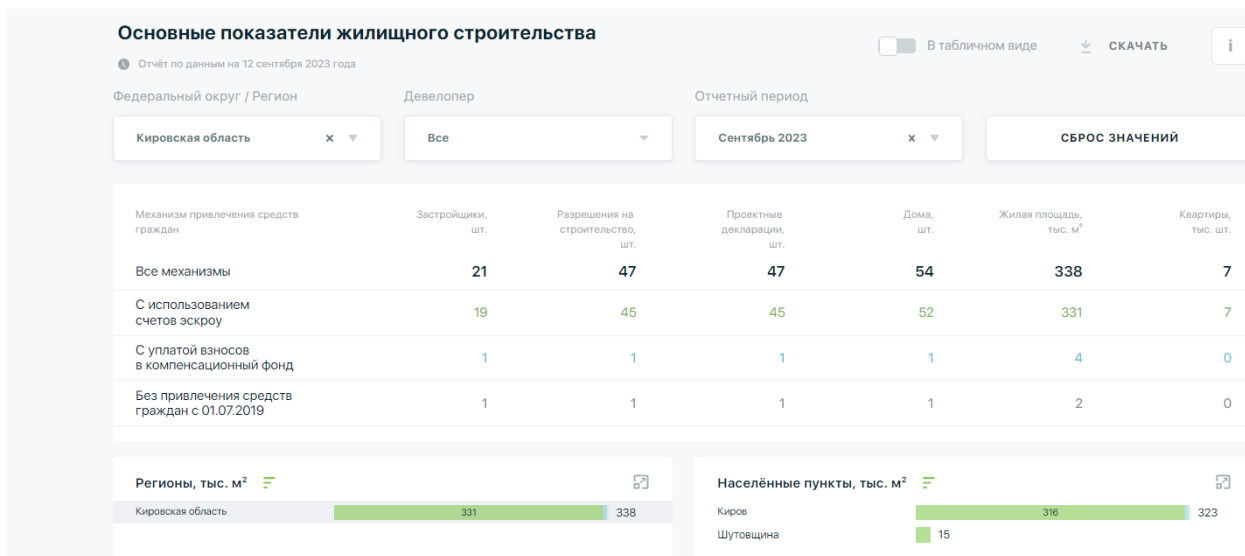 Основные показатели жилищного строительства
В табличном виде
СКАЧАТЬ
i
Отчёт по данным на 12 сентября 2023 года
Федеральный округ / Регион
Девелопер
Отчетный период
Кировская область x
Все
Сентябрь 2023 x
СБРОС ЗНАЧЕНИЙ
Механизм привлечения средств
граждан
Застройщики,
шт.
Разрешения на
строительство,
шт.
Проектные
декларации,
шт.
Дома,
шт.
Жилая площадь,
тыс. м²
Квартиры,
тыс. шт.
Все механизмы 21 47 47 54 338 7
С использованием
счетов эскроу 19 45 45 52 331 7
С уплатой взносов
в компенсационный фонд 1 1 1 1 4 0
Без привлечения средств
граждан с 01.07.2019 1 1 1 1 2 0
Регионы, тыс. м²
Кировская область 331 338
Населённые пункты, тыс. м²
Киров 316 323
Шутовщина 15